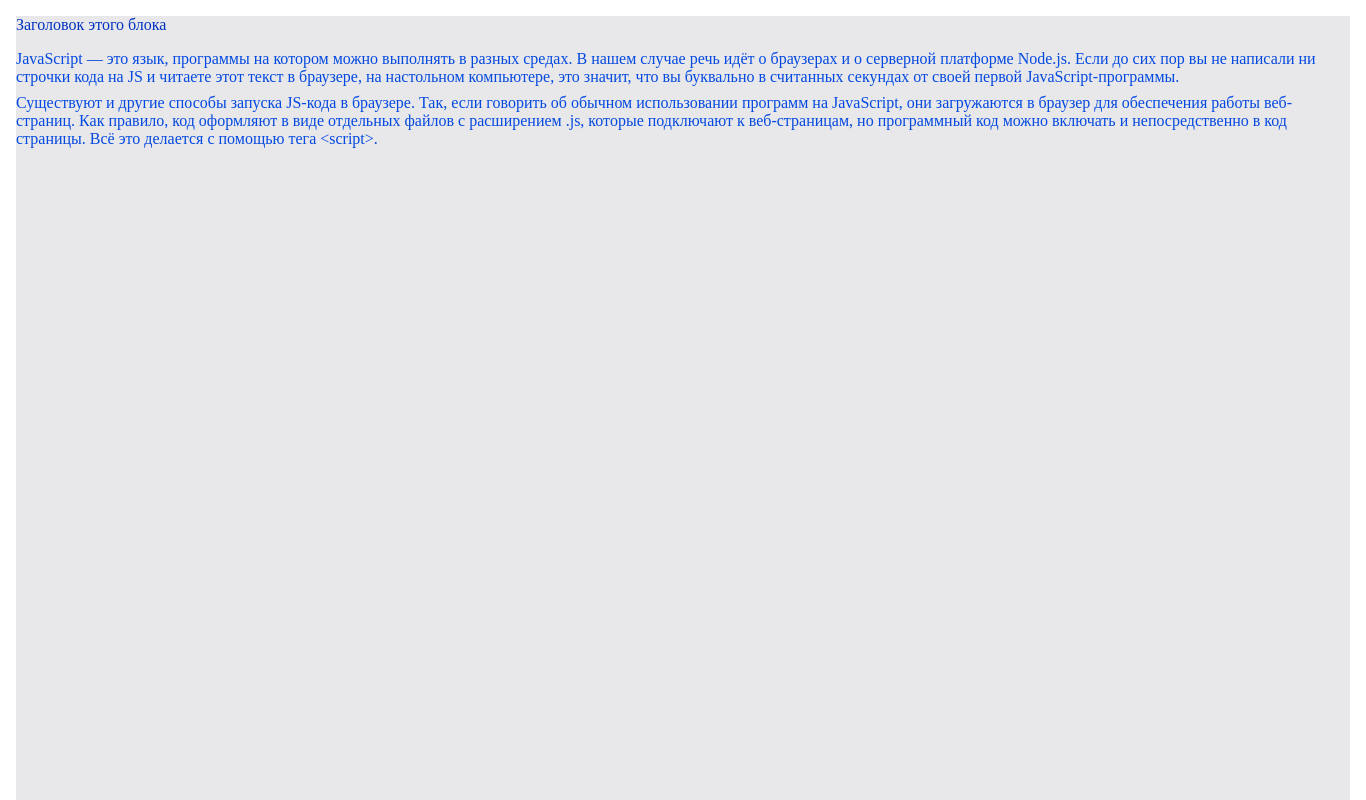 Заголовок этого блока
JavaScript — это язык, программы на котором можно выполнять в разных средах. В нашем случае речь идёт о браузерах и о серверной платформе Node.js. Если до сих пор вы не написали ни
строчки кода на JS и читаете этот текст в браузере, на настольном компьютере, это значит, что вы буквально в считанных секундах от своей первой JavaScript-программы.
Существуют и другие способы запуска JS-кода в браузере. Так, если говорить об обычном использовании программ на JavaScript, они загружаются в браузер для обеспечения работы веб-
страниц. Как правило, код оформляют в виде отдельных файлов с расширением .js, которые подключают к веб-страницам, но программный код можно включать и непосредственно в код
страницы. Всё это делается с помощью тега <script>.